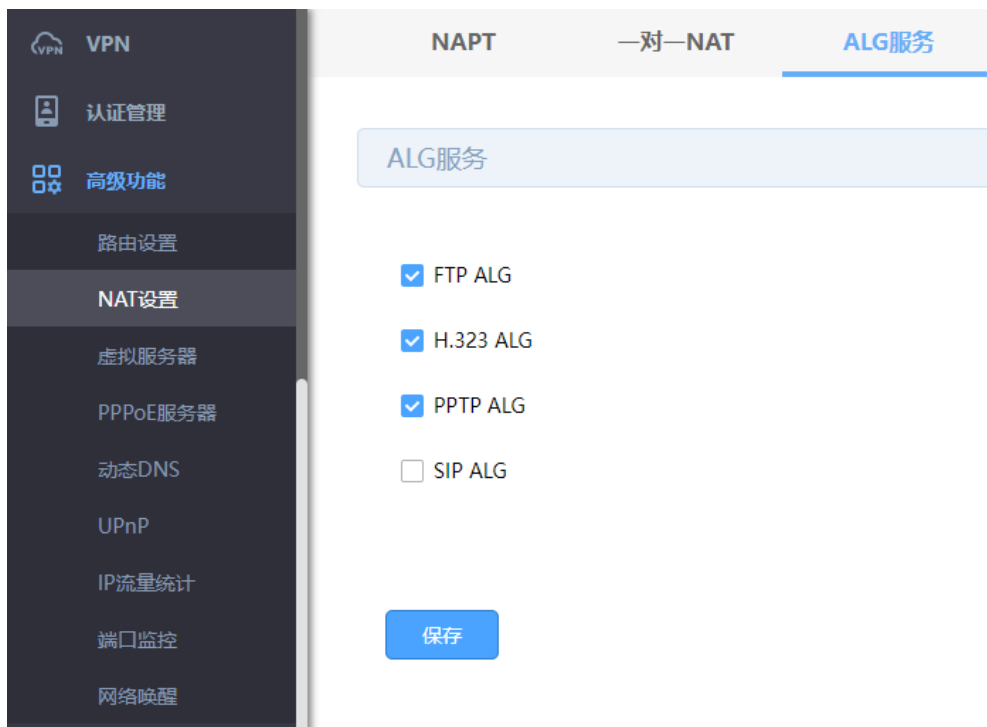 VPN
认证管理
高级功能
路由设置
NAT设置
虚拟服务器
PPPoE服务器
动态DNS
UPnP
IP流量统计
端口监控
网络唤醒
NAPT 一对一NAT ALG服务
ALG服务
FTP ALG
H.323 ALG
PPTP ALG
SIP ALG
保存